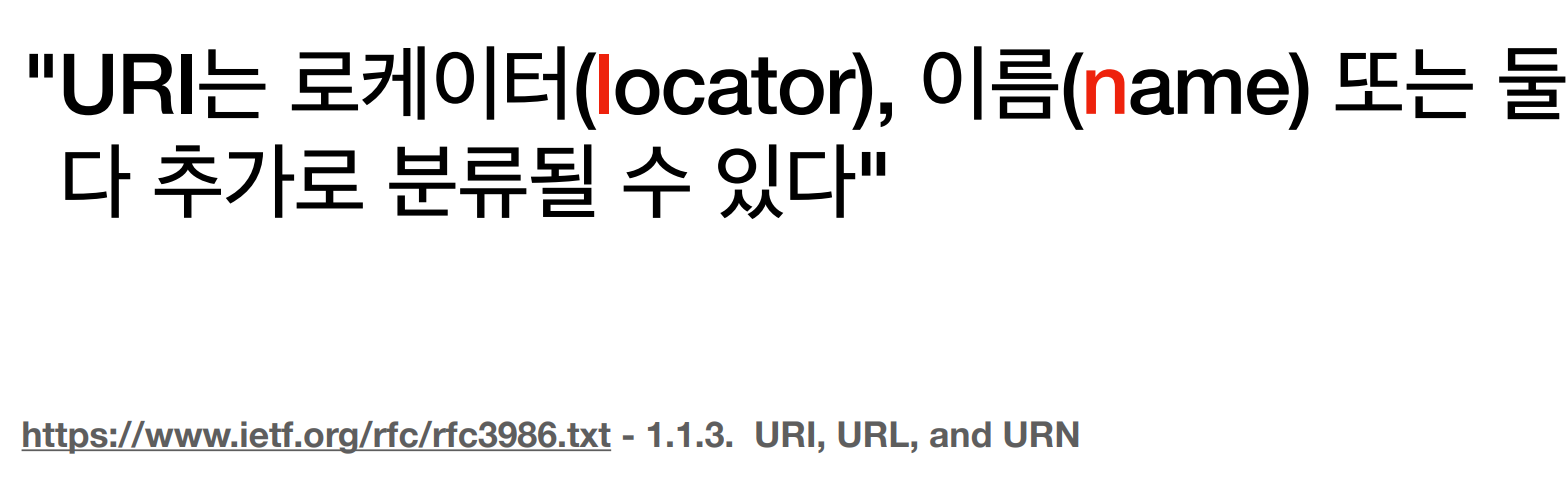 "URI는 로케이터(locator), 이름(name) 또는 둘
다 추가로 분류될 수 있다"
https://www.ietf.org/rfc/rfc3986.txt - 1.1.3.  URI, URL, and URN